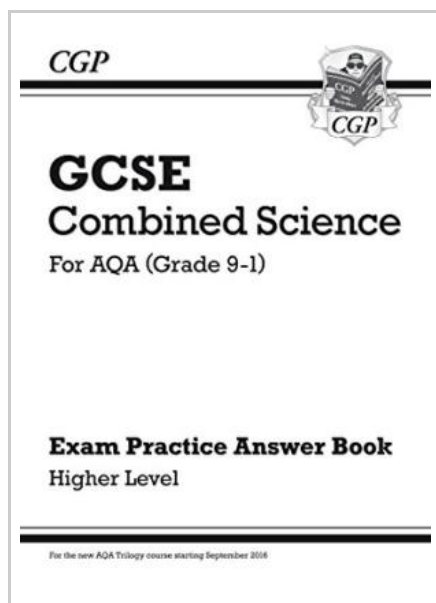 CGP
CGP
CGP
GCSE
Combined Science
For AQA (Grade 9-1)
Exam Practice Answer Book
Higher Level
For the new AQA Trilogy course starting September 2016